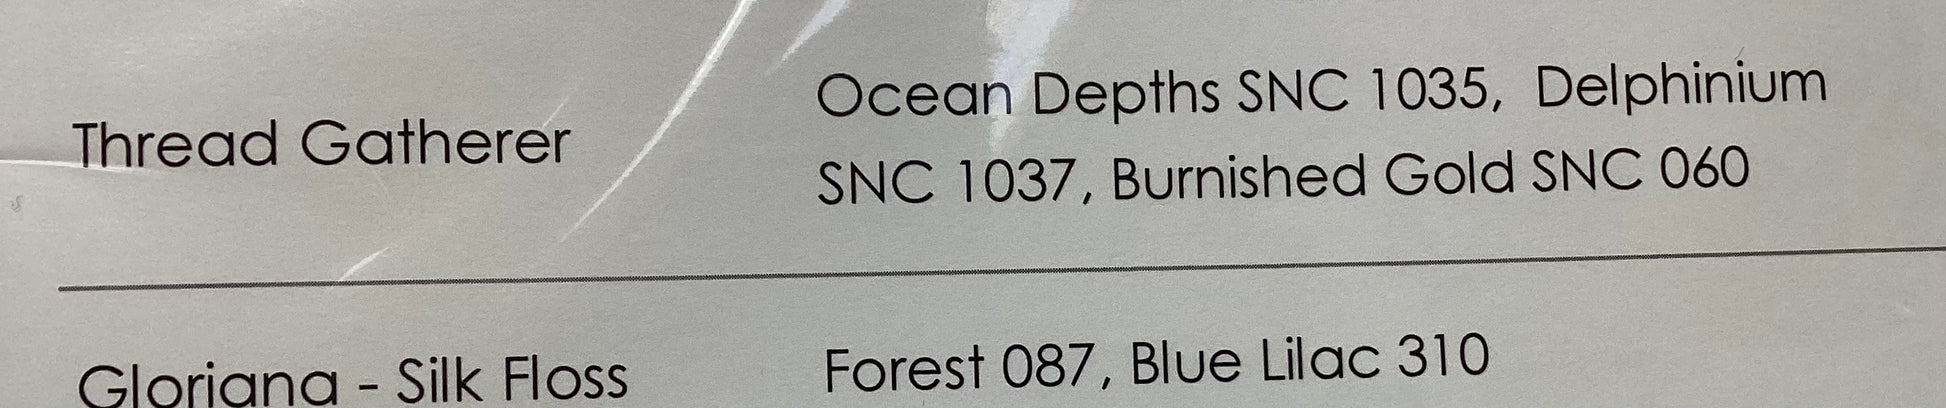 Thread Gatherer
Ocean Depths SNC 1035, Delphinium
SNC 1037, Burnished Gold SNC 060
Gloriana - Silk Floss
Forest 087, Blue Lilac 310